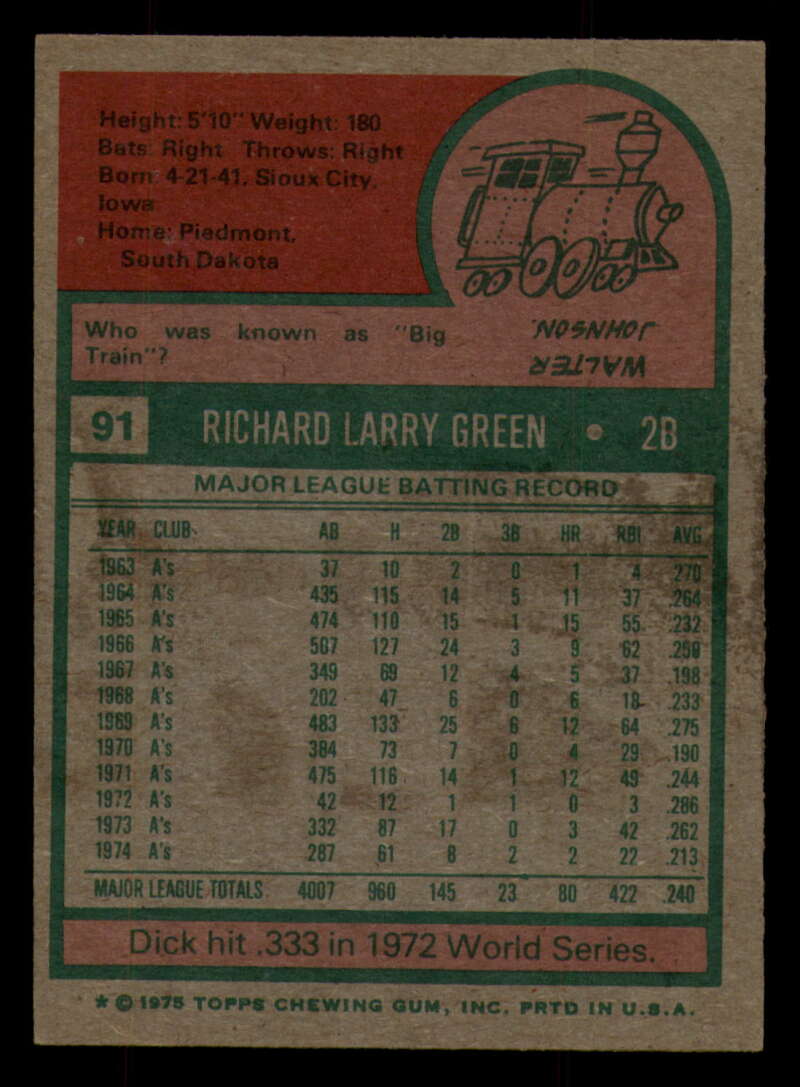 Height: 5'10" Weight: 180
Bats: Right Throws: Right
Born: 4-21-41, Sioux City,
Iowa
Home: Piedmont,
South Dakota
Who was known as "Big
Train"?
WALTER
JOHNSON.
91 RICHARD LARRY GREEN • 2B
MAJOR LEAGUE BATTING RECORD
YEAR CLUB AB H 2B 3B HR RBI AVG
1963 A's 37 10 2 0 1 4 .270
1964 A's 435 115 14 5 11 37 .264
1965 A's 474 110 15 1 15 55 .232
1966 A's 507 127 24 3 9 62 .250
1967 A's 349 69 12 4 5 37 .198
1968 A's 202 47 6 0 6 18 .233
1969 A's 483 133 25 6 12 64 .275
1970 A's 384 73 7 0 4 29 .190
1971 A's 475 116 14 1 12 49 .244
1972 A's 42 12 1 1 0 3 .286
1973 A's 332 87 17 0 3 42 .262
1974 A's 287 61 8 2 2 22 .213
MAJOR LEAGUE TOTALS 4007 960 145 23 80 422 .240
Dick hit .333 in 1972 World Series.
* © 1975 TOPPS CHEWING GUM, INC. PRTD IN U.S.A.